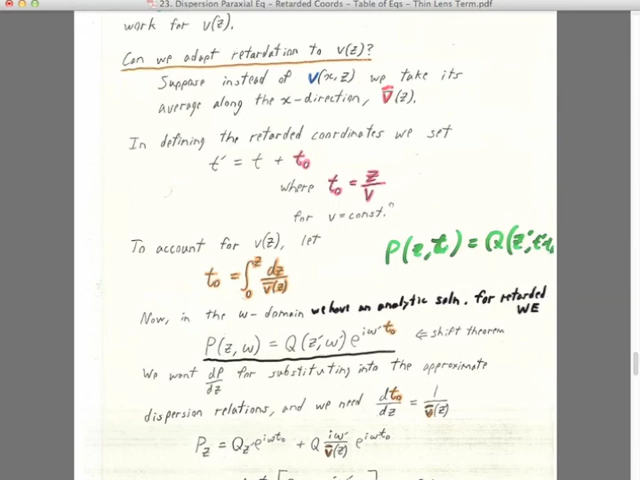 23. Dispersion Paraxial Eq - Retarded Coords - Table of Eqs - Thin Lens Term.pdf
work for v(z).
Can we adapt retardation to v(z)?
Suppose instead of v(x,z) we take its
average along the x-direction, v̄(z).
In defining the retarded coordinates we set
t' = t + t₀
where t₀ = z/v
for v = const.
To account for v(z), let
P(z,t) = Q(z',t'
t₀ = ∫₀ᶻ dz/v̄(z)
Now, in the w-domain we have an analytic soln. for retarded
WE
P(z,ω) = Q(z',ω') e^{iω't₀} ⇐ shift theorem
We want dP/dz for substituting into the approximate
dispersion relations, and we need dt₀/dz = 1/v̄(z)
P_z = Q_z' e^{iωt₀} + Q iω'/v̄(z) e^{iωt₀}